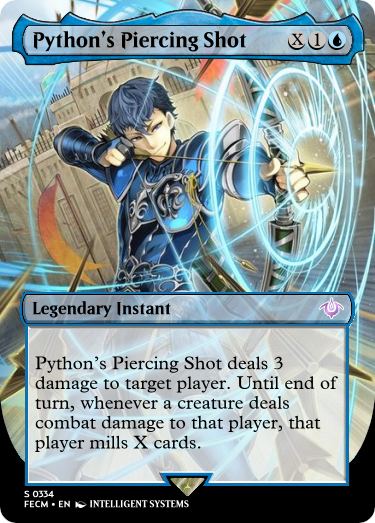 Python's Piercing Shot X 1
Legendary Instant
Python's Piercing Shot deals 3
damage to target player. Until end of
turn, whenever a creature deals
combat damage to that player, that
player mills X cards.
S 0334
FECM • EN INTELLIGENT SYSTEMS